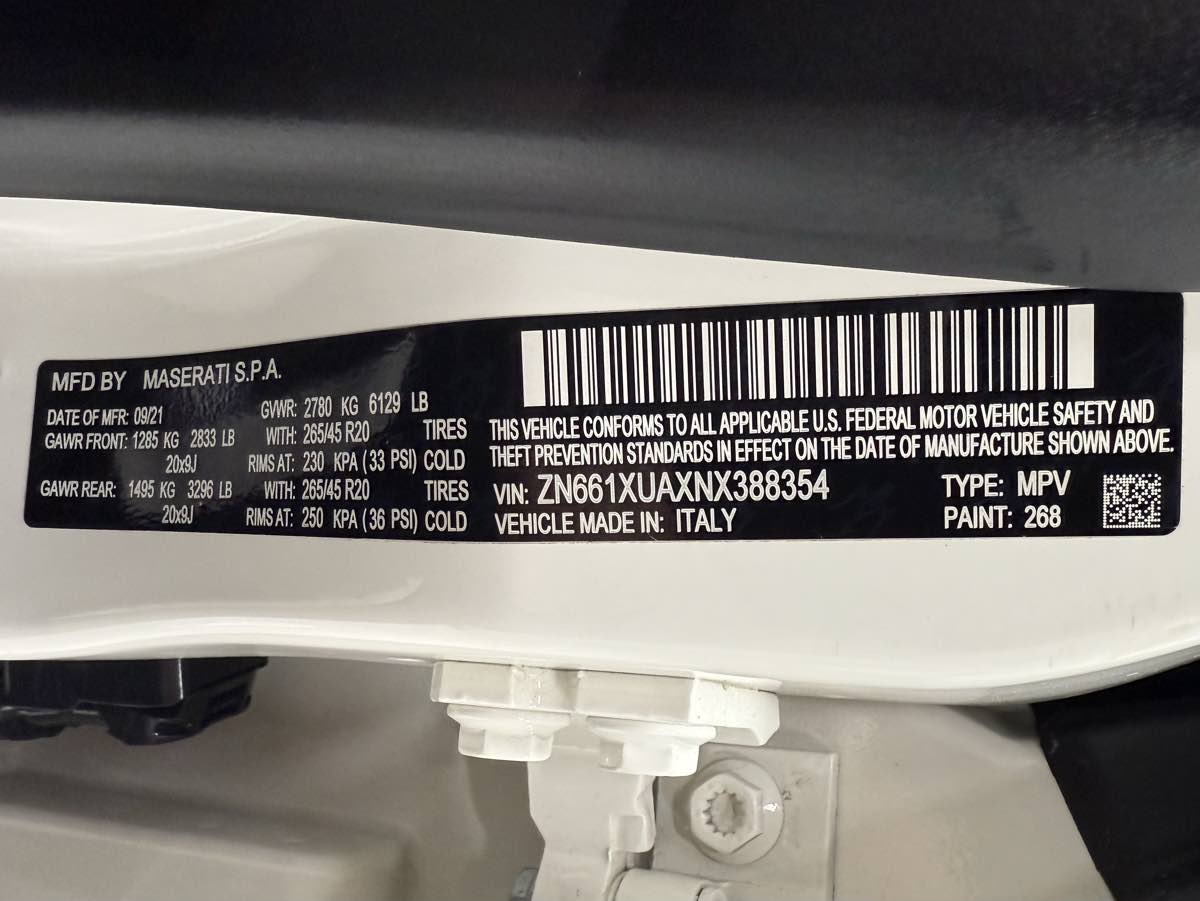 MFD BY MASERATI S.P.A.
DATE OF MFR: 09/21 GVWR: 2780 KG 6129 LB
GAWR FRONT: 1285 KG 2833 LB WITH: 265/45 R20 TIRES
20x9J RIMS AT: 230 KPA (33 PSI) COLD
GAWR REAR: 1495 KG 3296 LB WITH: 265/45 R20 TIRES
20x9J RIMS AT: 250 KPA (36 PSI) COLD
THIS VEHICLE CONFORMS TO ALL APPLICABLE U.S. FEDERAL MOTOR VEHICLE SAFETY AND
THEFT PREVENTION STANDARDS IN EFFECT ON THE DATE OF MANUFACTURE SHOWN ABOVE.
VIN: ZN661XUAXNX388354 TYPE: MPV
VEHICLE MADE IN: ITALY PAINT: 268